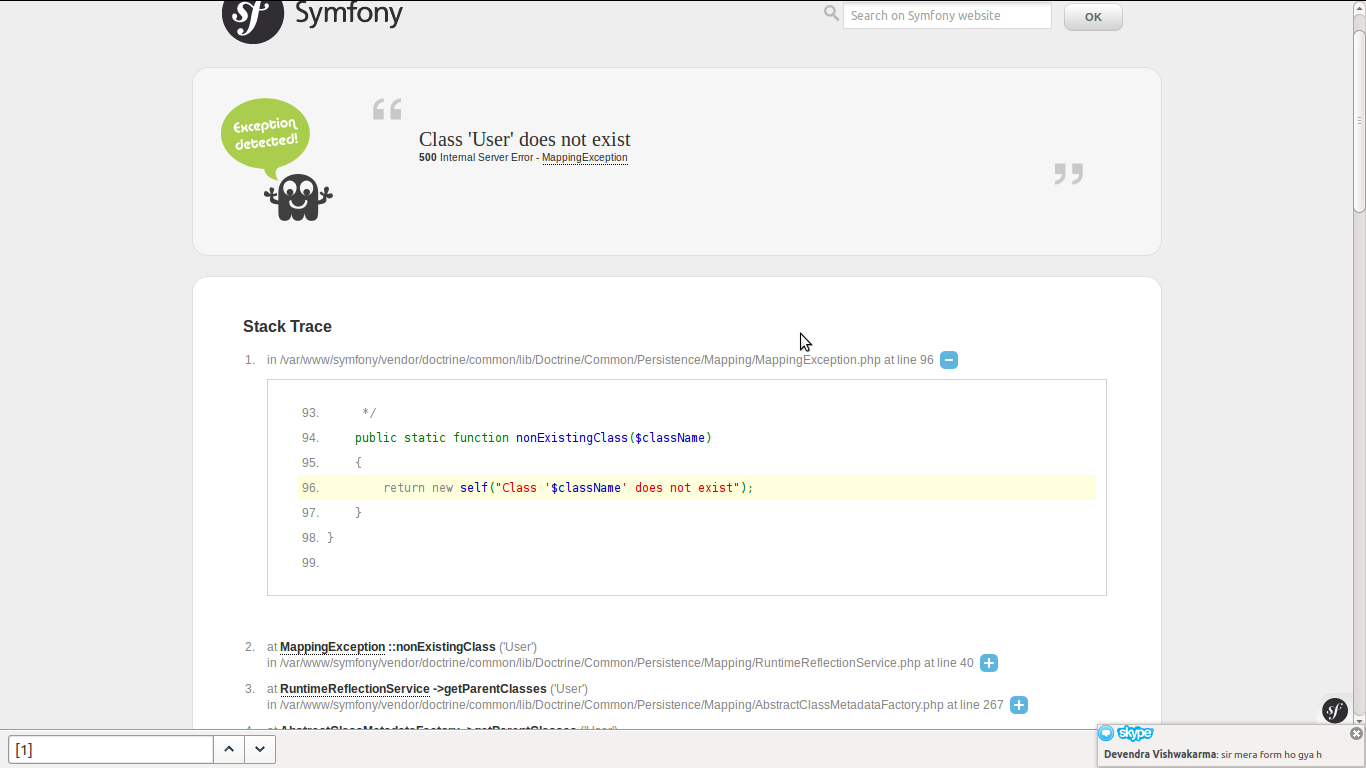 Symfony
Search on Symfony website
OK
Exception
detected!
“
Class 'User' does not exist
500 Internal Server Error - MappingException
”
Stack Trace
1. in /var/www/symfony/vendor/doctrine/common/lib/Doctrine/Common/Persistence/Mapping/MappingException.php at line 96
93. */
94. public static function nonExistingClass($className)
95. {
96. return new self("Class '$className' does not exist");
97. }
98. }
99.
2. at MappingException ::nonExistingClass ('User')
in /var/www/symfony/vendor/doctrine/common/lib/Doctrine/Common/Persistence/Mapping/RuntimeReflectionService.php at line 40
3. at RuntimeReflectionService ->getParentClasses ('User')
in /var/www/symfony/vendor/doctrine/common/lib/Doctrine/Common/Persistence/Mapping/AbstractClassMetadataFactory.php at line 267
4. at AbstractClassMetadataFactory ->getParentClasses ('User')
sf
[1]
skype
Devendra Vishwakarma: sir mera form ho gya h